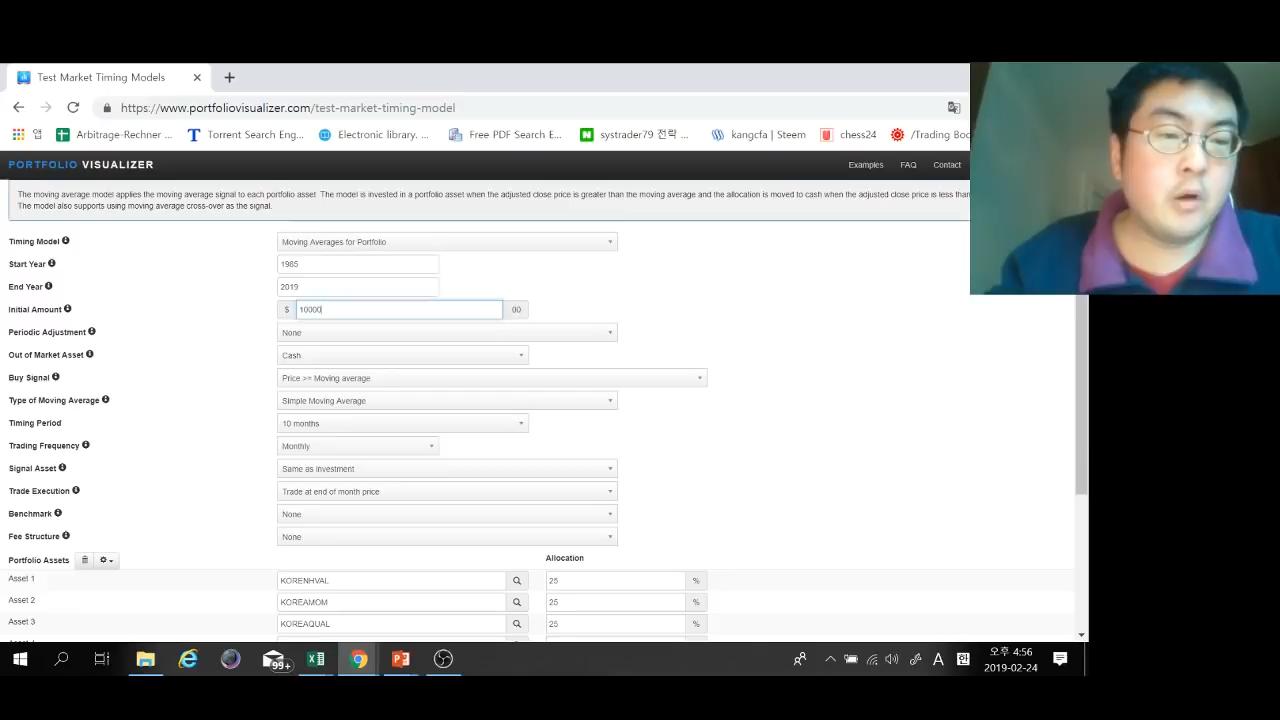 Test Market Timing Models
https://www.portfoliovisualizer.com/test-market-timing-model
앱 Arbitrage-Rechner ... Torrent Search Eng... Electronic library. ... Free PDF Search E... systrader79 전략 ... kangcfa | Steem chess24 /Trading Boo
PORTFOLIO VISUALIZER Examples FAQ Contact
The moving average model applies the moving average signal to each portfolio asset. The model is invested in a portfolio asset when the adjusted close price is greater than the moving average and the allocation is moved to cash when the adjusted close price is less than
The model also supports using moving average cross-over as the signal.
Timing Model Moving Averages for Portfolio
Start Year 1985
End Year 2019
Initial Amount $ 10000 00
Periodic Adjustment None
Out of Market Asset Cash
Buy Signal Price >= Moving average
Type of Moving Average Simple Moving Average
Timing Period 10 months
Trading Frequency Monthly
Signal Asset Same as investment
Trade Execution Trade at end of month price
Benchmark None
Fee Structure None
Portfolio Assets Allocation
Asset 1 KORENHVAL 25 %
Asset 2 KOREAMOM 25 %
Asset 3 KOREAQUAL 25 %
99+ A 한 오후 4:56
2019-02-24